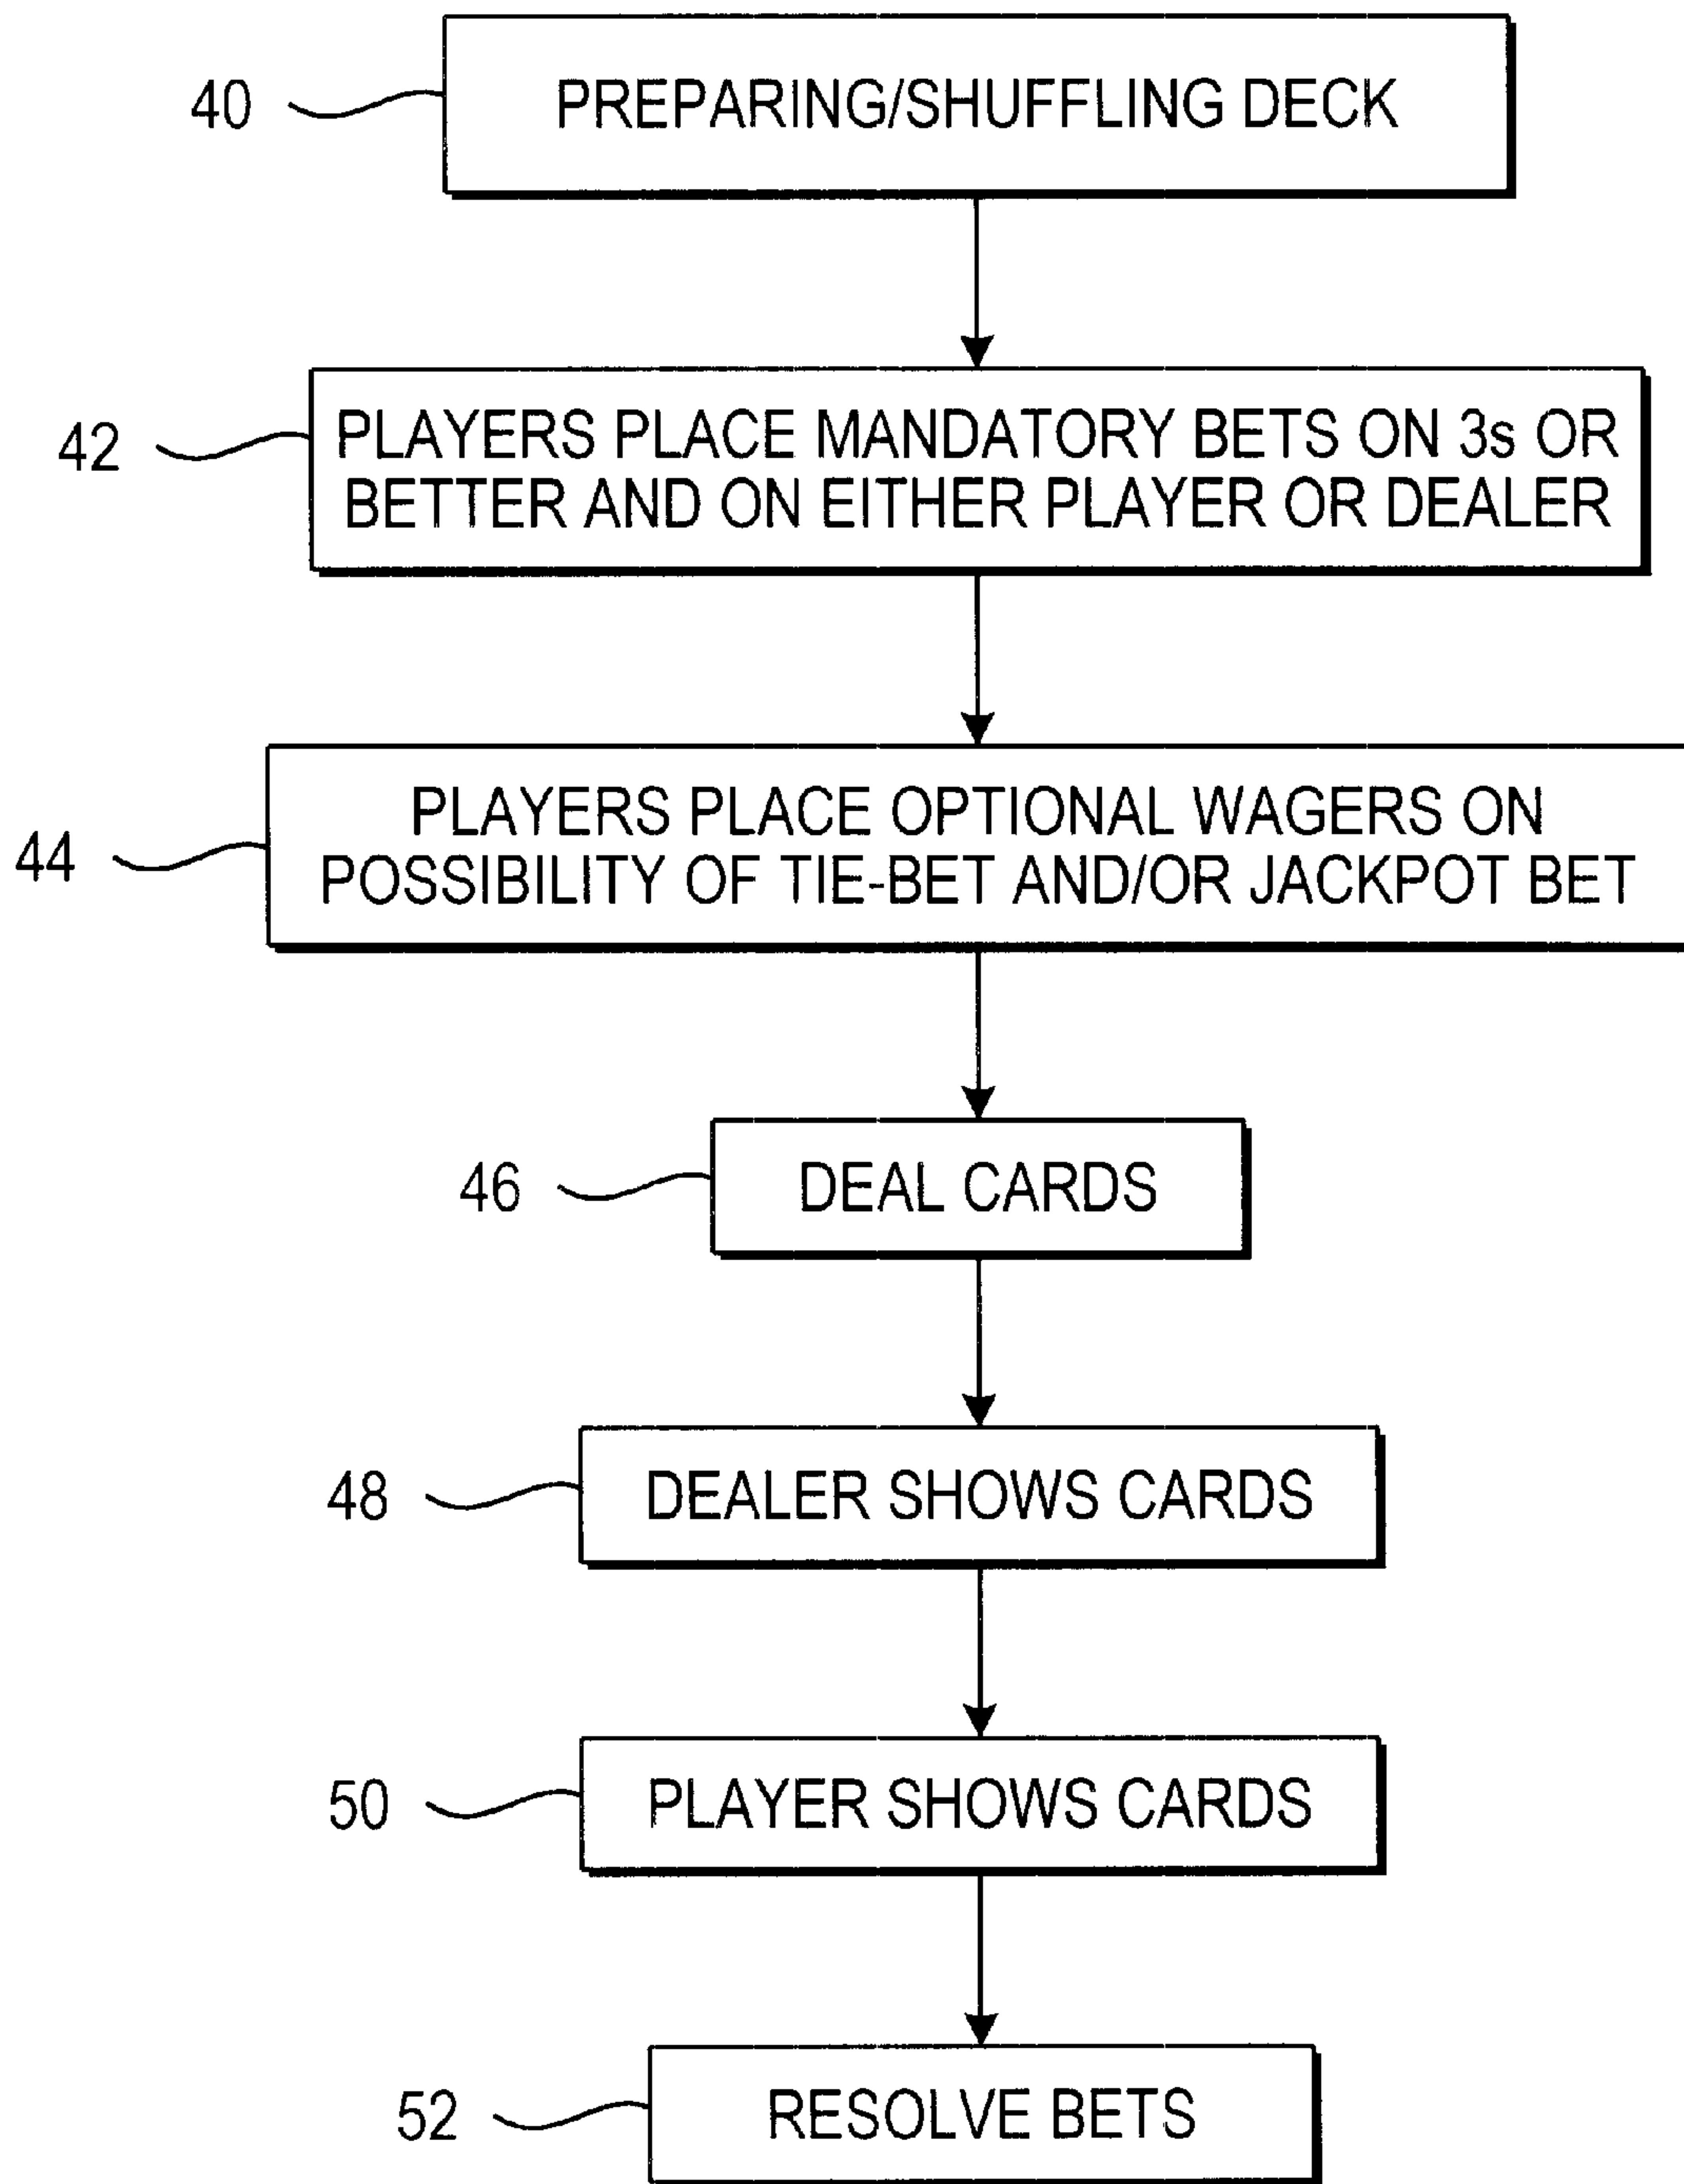 40
PREPARING/SHUFFLING DECK
42
PLAYERS PLACE MANDATORY BETS ON 3s OR
BETTER AND ON EITHER PLAYER OR DEALER
44
PLAYERS PLACE OPTIONAL WAGERS ON
POSSIBILITY OF TIE-BET AND/OR JACKPOT BET
46
DEAL CARDS
48
DEALER SHOWS CARDS
50
PLAYER SHOWS CARDS
52
RESOLVE BETS